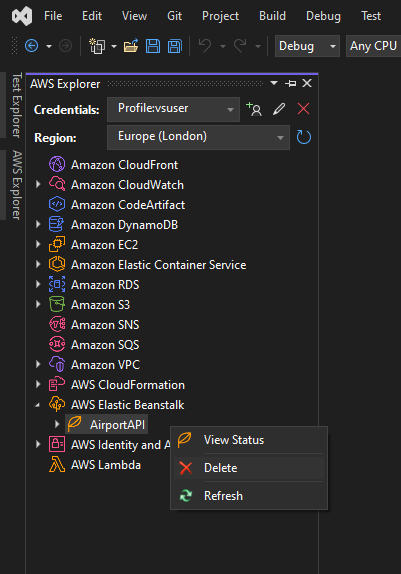 File Edit View Git Project Build Debug Test
Debug Any CPU
Test Explorer
AWS Explorer
AWS Explorer
Credentials: Profile:vsuser
Region: Europe (London)
Amazon CloudFront
Amazon CloudWatch
Amazon CodeArtifact
Amazon DynamoDB
Amazon EC2
Amazon Elastic Container Service
Amazon RDS
Amazon S3
Amazon SNS
Amazon SQS
Amazon VPC
AWS CloudFormation
AWS Elastic Beanstalk
AirportAPI
View Status
AWS Identity and A
Delete
AWS Lambda
Refresh